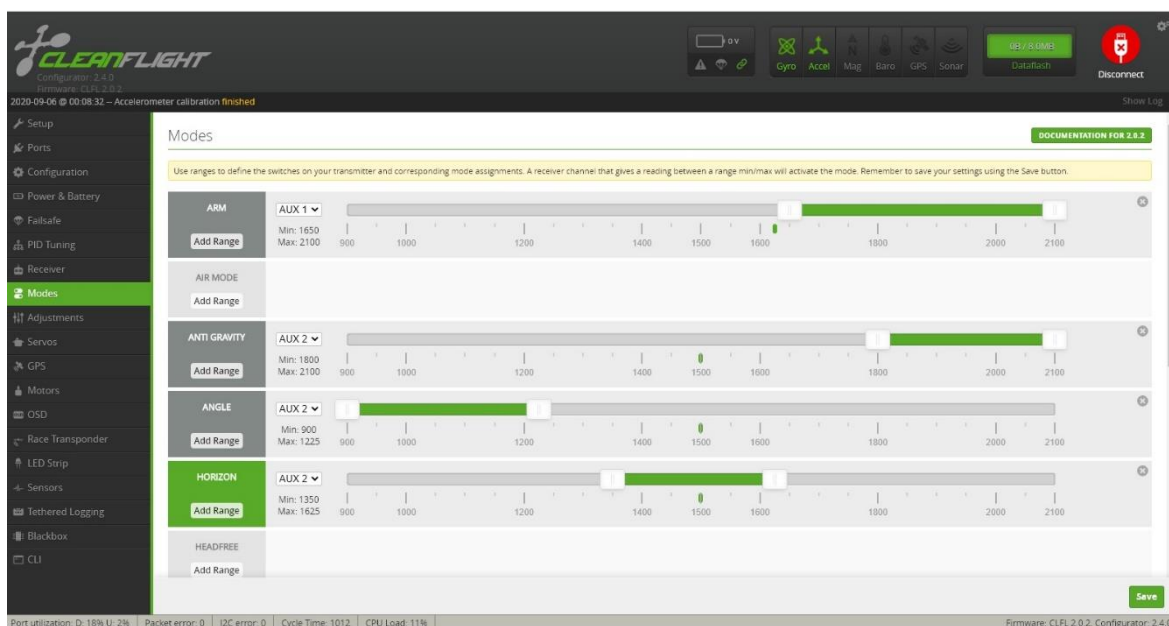 CLEANFLIGHT
Configurator: 2.4.0
Firmware: CLFL 2.0.2
0 V
Gyro Accel Mag Baro GPS Sonar
0B / 8.0MB
Dataflash
Disconnect
2020-09-06 @ 00:08:32 -- Accelerometer calibration finished
Show Log
Setup
Ports
Configuration
Power & Battery
Failsafe
PID Tuning
Receiver
Modes
Adjustments
Servos
GPS
Motors
OSD
Race Transponder
LED Strip
Sensors
Tethered Logging
Blackbox
CLI
Modes
DOCUMENTATION FOR 2.0.2
Use ranges to define the switches on your transmitter and corresponding mode assignments. A receiver channel that gives a reading between a range min/max will activate the mode. Remember to save your settings using the Save button.
ARM
Add Range
AUX 1
Min: 1650
Max: 2100
900 1000 1200 1400 1500 1600 1800 2000 2100
AIR MODE
Add Range
ANTI GRAVITY
Add Range
AUX 2
Min: 1800
Max: 2100
900 1000 1200 1400 1500 1600 1800 2000 2100
ANGLE
Add Range
AUX 2
Min: 900
Max: 1225
900 1000 1200 1400 1500 1600 1800 2000 2100
HORIZON
Add Range
AUX 2
Min: 1350
Max: 1625
900 1000 1200 1400 1500 1600 1800 2000 2100
HEADFREE
Add Range
Save
Port utilization: D: 18% U: 2% Packet error: 0 I2C error: 0 Cycle Time: 1012 CPU Load: 11%
Firmware: CLFL 2.0.2, Configurator: 2.4.0